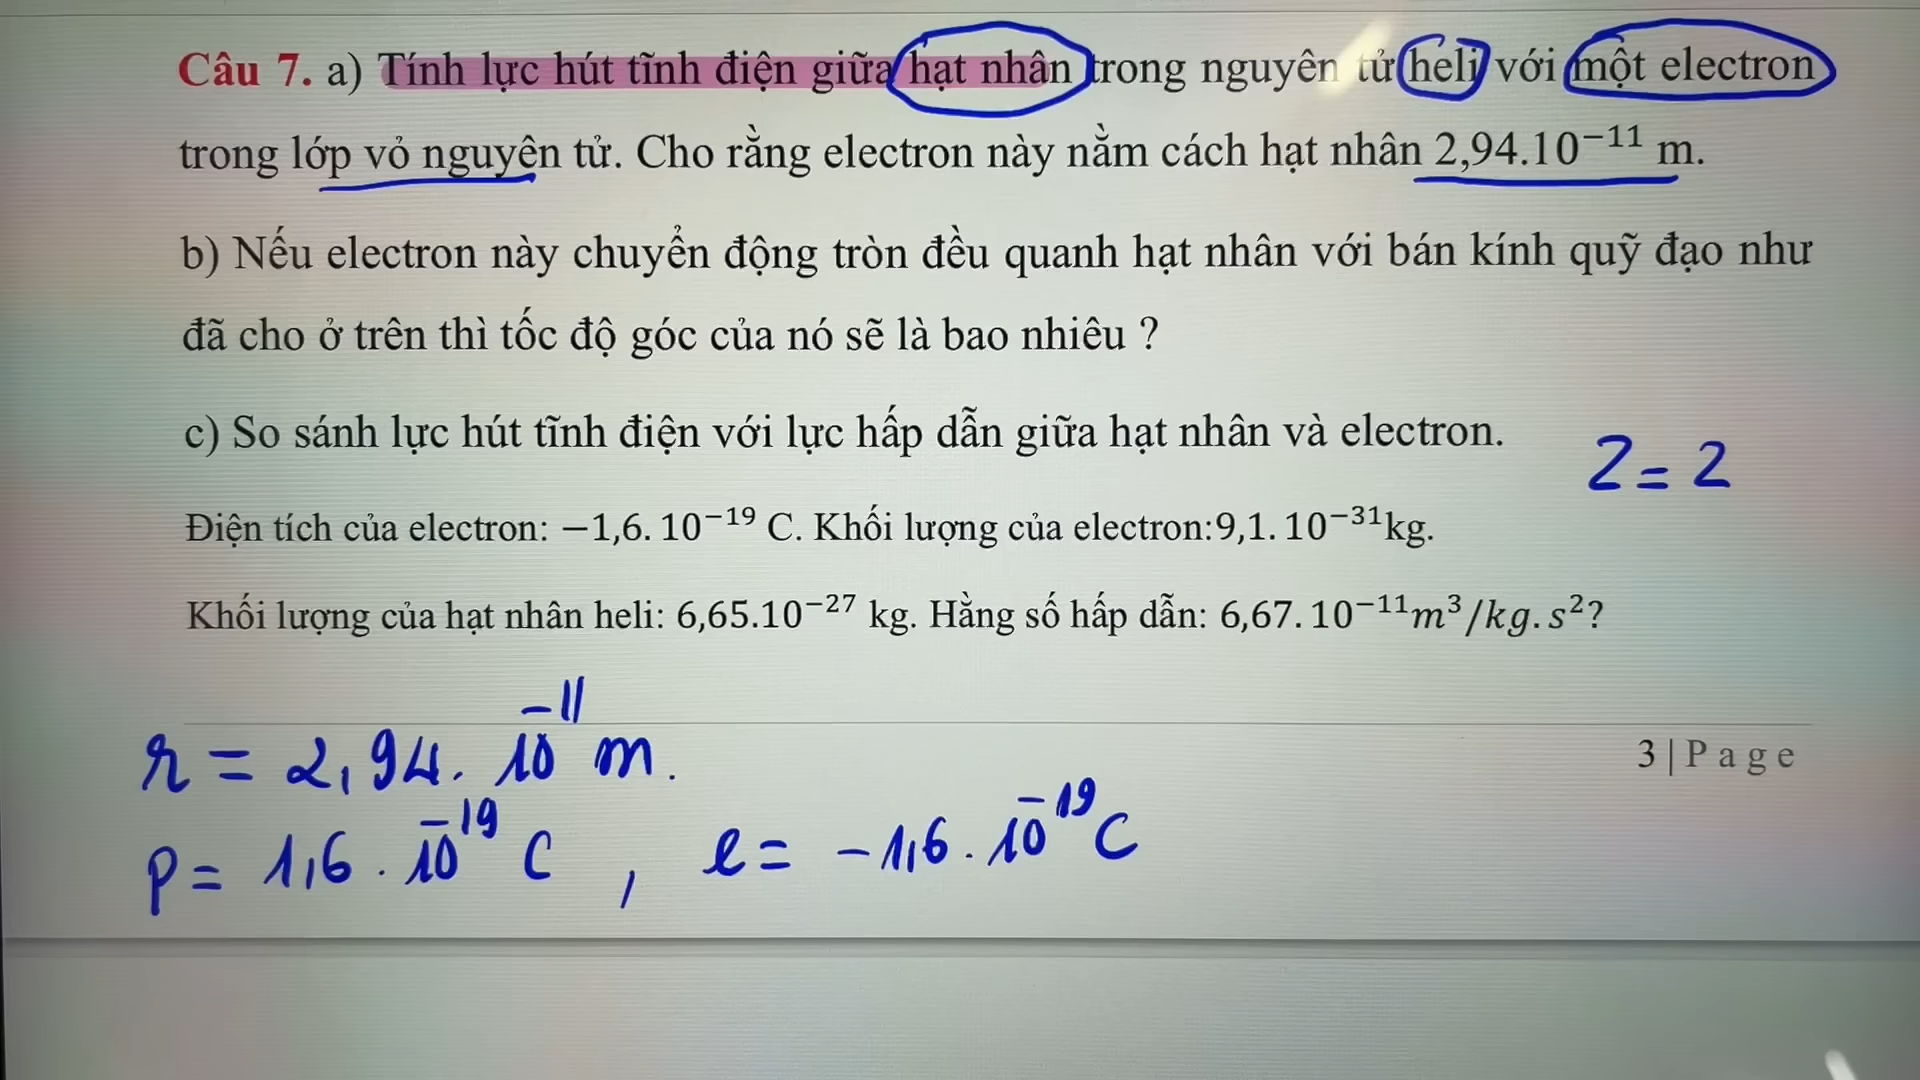 Câu 7. a) Tính lực hút tĩnh điện giữa hạt nhân trong nguyên tử heli với một electron
trong lớp vỏ nguyên tử. Cho rằng electron này nằm cách hạt nhân 2,94.10⁻¹¹ m.
b) Nếu electron này chuyển động tròn đều quanh hạt nhân với bán kính quỹ đạo như
đã cho ở trên thì tốc độ góc của nó sẽ là bao nhiêu ?
c) So sánh lực hút tĩnh điện với lực hấp dẫn giữa hạt nhân và electron.
Z = 2
Điện tích của electron: −1,6. 10⁻¹⁹ C. Khối lượng của electron:9,1. 10⁻³¹kg.
Khối lượng của hạt nhân heli: 6,65.10⁻²⁷ kg. Hằng số hấp dẫn: 6,67. 10⁻¹¹m³/kg. s²?
r = 2,94. 10⁻¹¹ m.
3 | P a g e
p = 1,6 . 10⁻¹⁹ C , e = -1,6 . 10⁻¹⁹ C